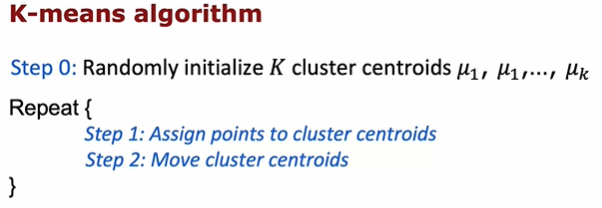 K-means algorithm
Step 0: Randomly initialize K cluster centroids μ₁, μ₁,..., μₖ
Repeat {
Step 1: Assign points to cluster centroids
Step 2: Move cluster centroids
}